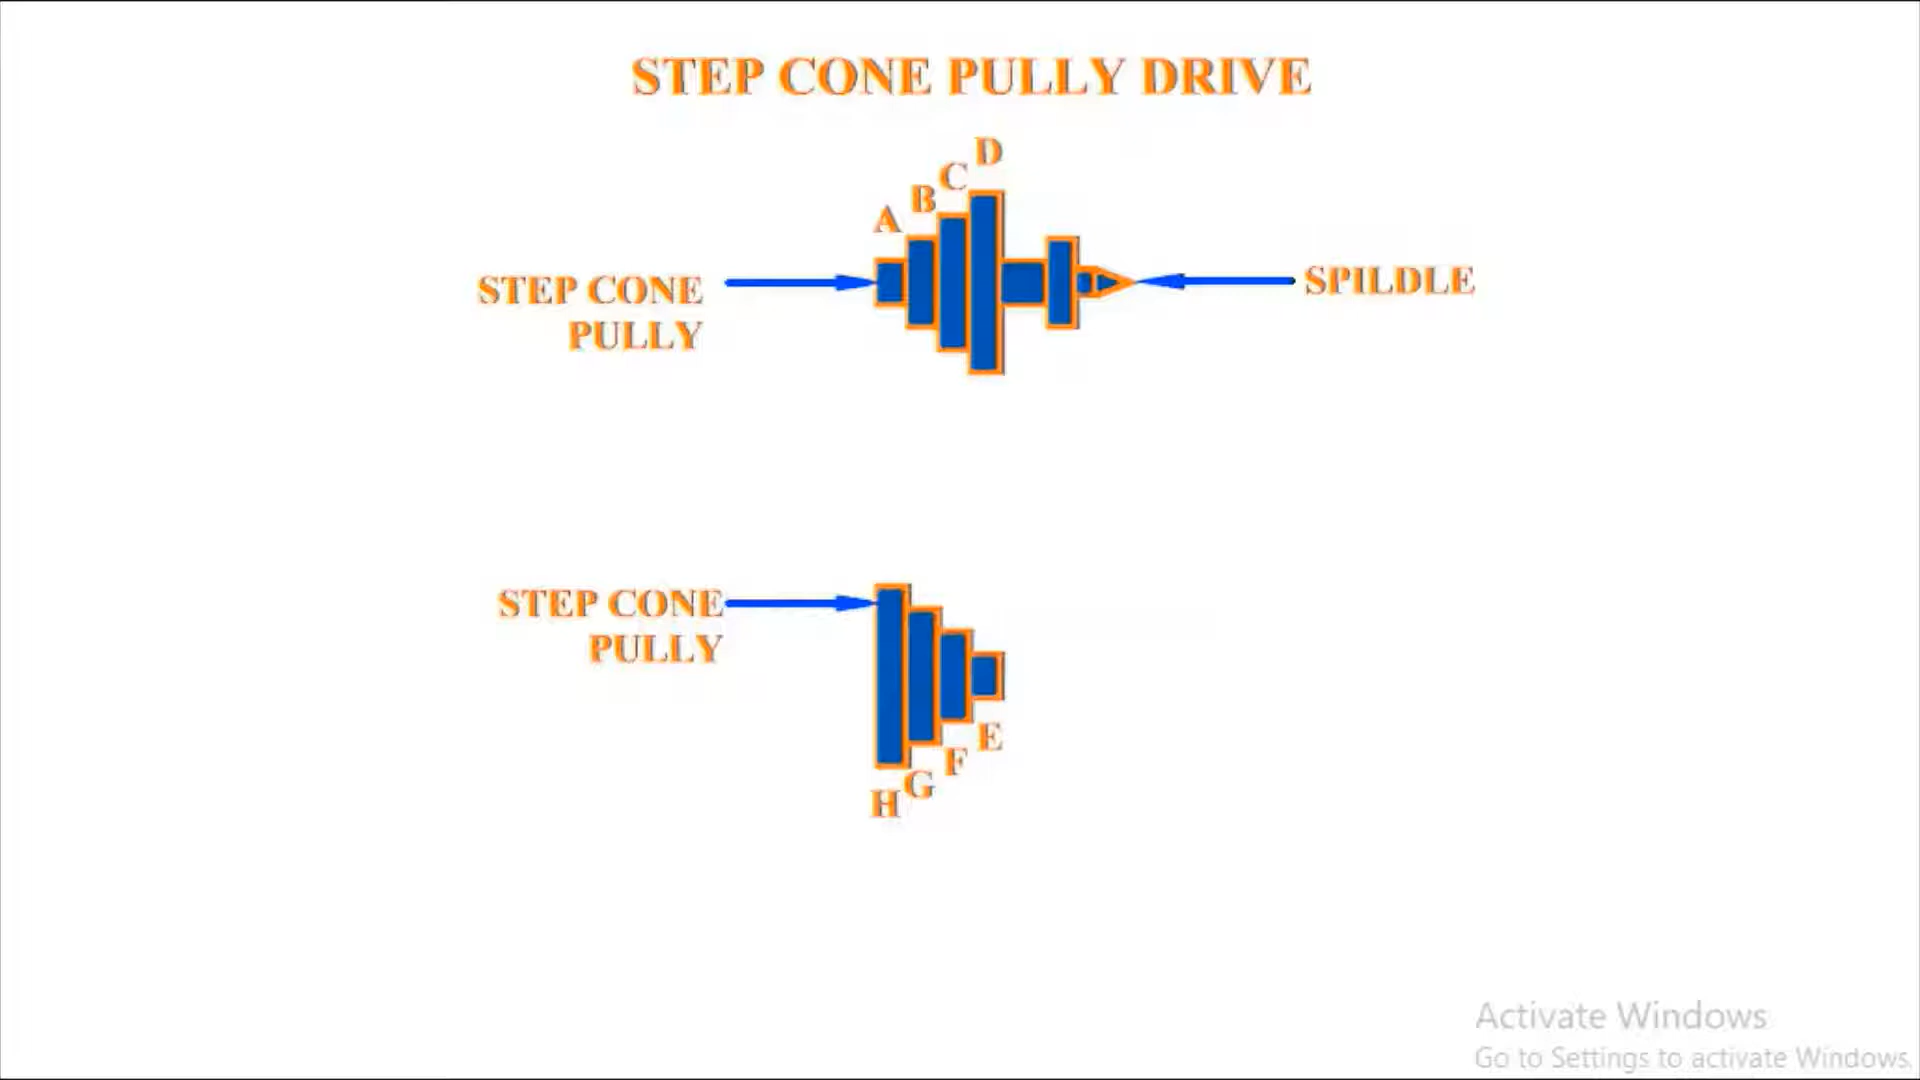 STEP CONE PULLY DRIVE
D
C
B
A
STEP CONE
PULLY
SPILDLE
STEP CONE
PULLY
E
F
G
H
Activate Windows
Go to Settings to activate Windows.